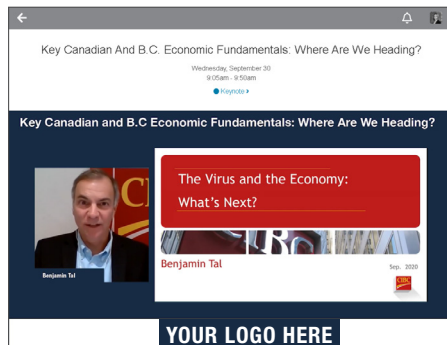 Key Canadian And B.C. Economic Fundamentals: Where Are We Heading?
Wednesday, September 30
9:05am - 9:50am
Keynote >
Key Canadian and B.C Economic Fundamentals: Where Are We Heading?
The Virus and the Economy:
What's Next?
Benjamin Tal
Benjamin Tal
Sep. 2020
CIBC
YOUR LOGO HERE